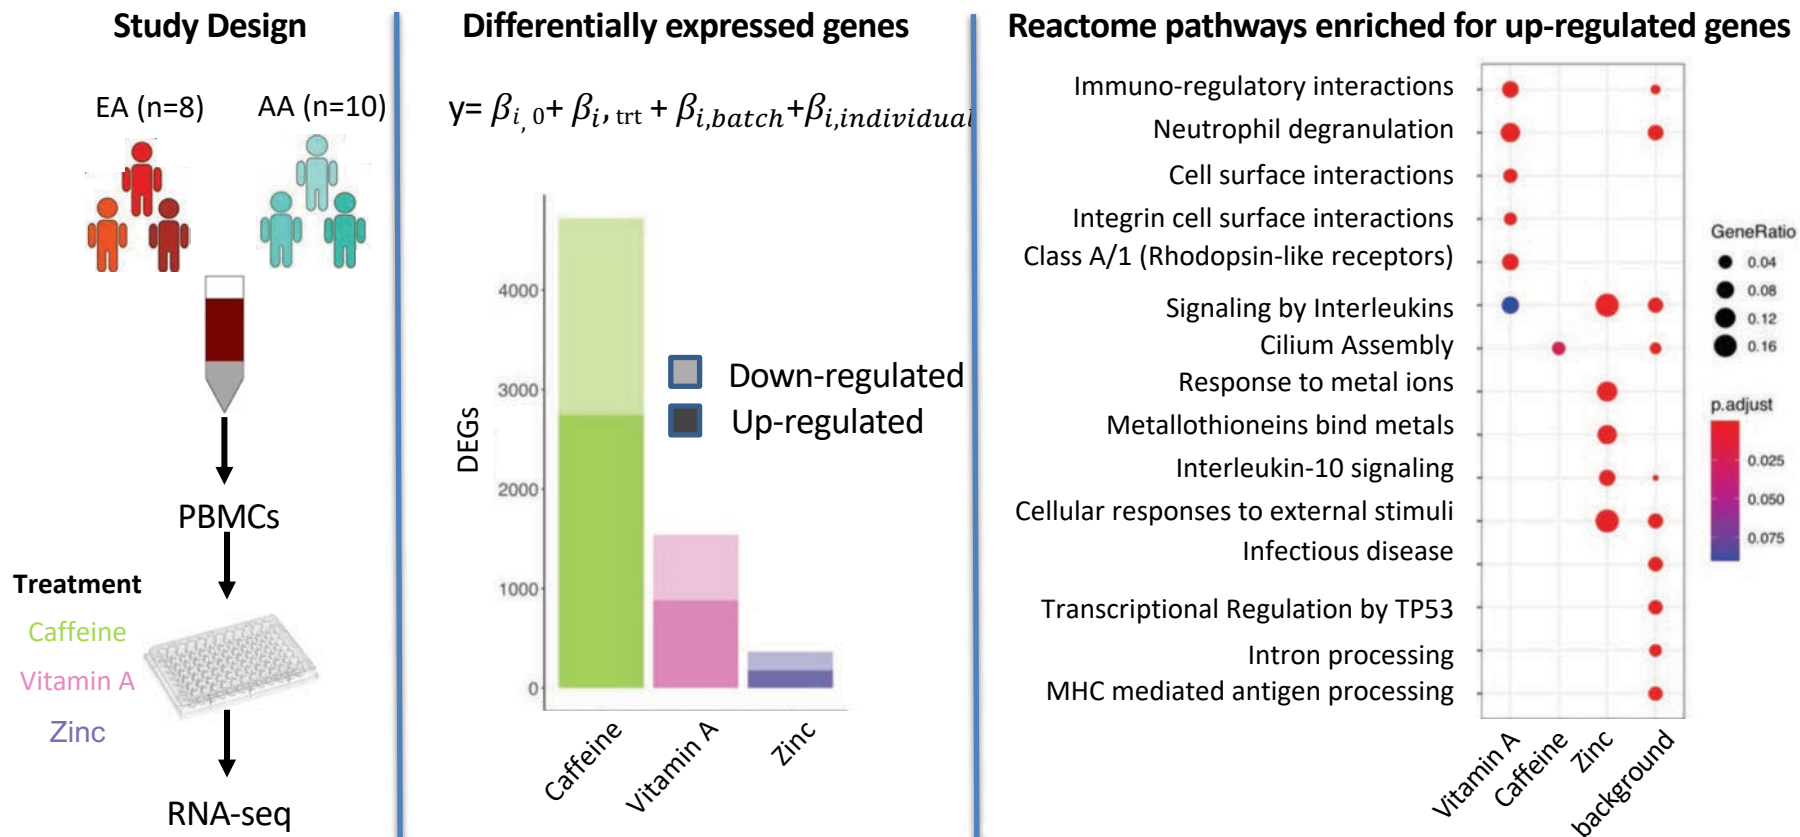 Study Design
EA (n=8)
AA (n=10)
PBMCs
Treatment
Caffeine
Vitamin A
Zinc
RNA-seq
Differentially expressed genes
y= β_{i, 0}+ β_i, trt + β_{i,batch}+β_{i,individual}
DEGs
4000
3000
2000
1000
0
Down-regulated
Up-regulated
Caffeine
Vitamin A
Zinc
Reactome pathways enriched for up-regulated genes
Immuno-regulatory interactions
Neutrophil degranulation
Cell surface interactions
Integrin cell surface interactions
Class A/1 (Rhodopsin-like receptors)
Signaling by Interleukins
Cilium Assembly
Response to metal ions
Metallothioneins bind metals
Interleukin-10 signaling
Cellular responses to external stimuli
Infectious disease
Transcriptional Regulation by TP53
Intron processing
MHC mediated antigen processing
Vitamin A
Caffeine
Zinc
background
GeneRatio
0.04
0.08
0.12
0.16
p.adjust
0.025
0.050
0.075